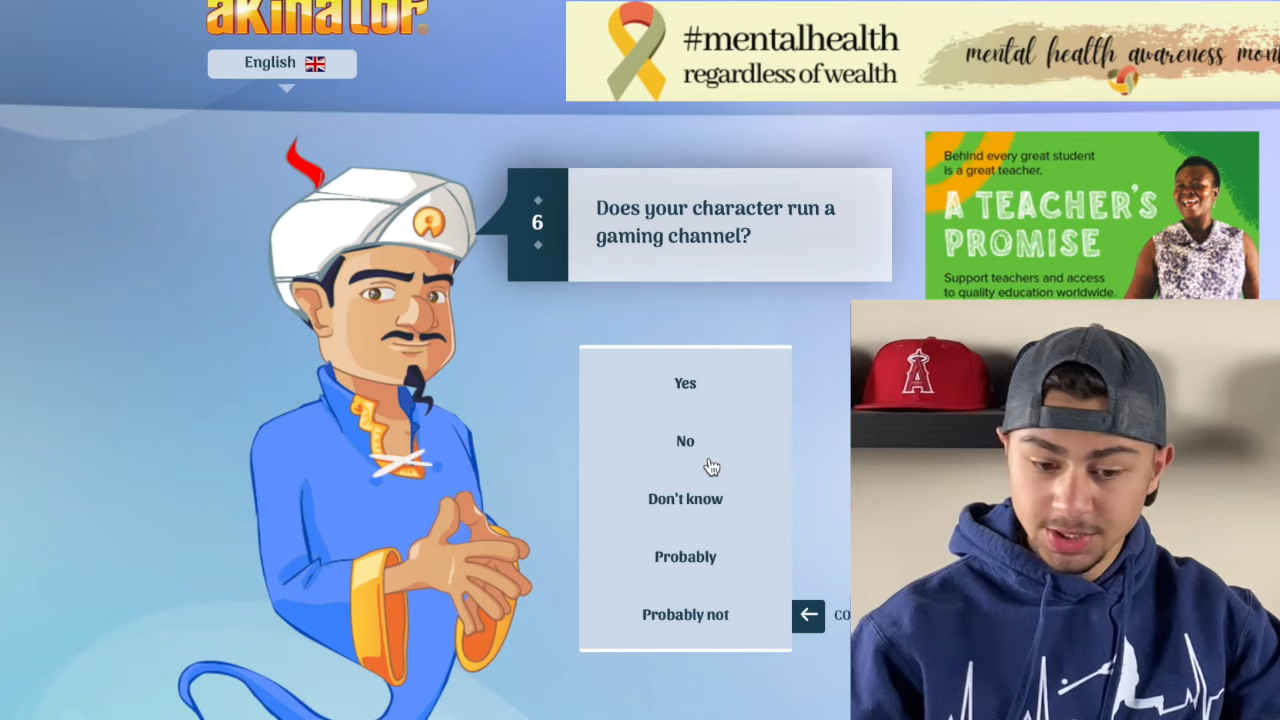 akinator
English
#mentalhealth
regardless of wealth
mental health awareness mon
Behind every great student
is a great teacher.
A TEACHER'S
PROMISE
Support teachers and access
to quality education worldwide.
6
Does your character run a
gaming channel?
Yes
No
Don't know
Probably
Probably not
CO
A